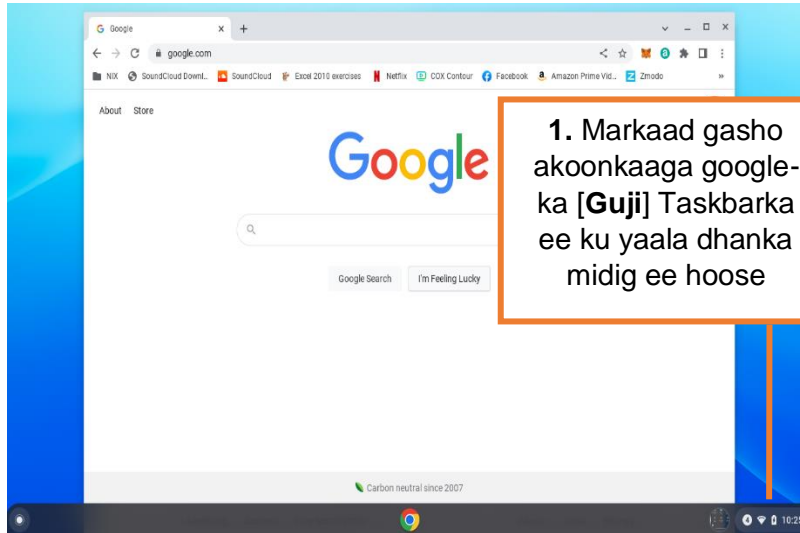 Google
google.com
NIX SoundCloud Downl.. SoundCloud Excel 2010 exercises Netflix COX Contour Facebook Amazon Prime Vid.. Zmodo »
About Store
Google
1. Markaad gasho
akoonkaaga google-
ka [Guji] Taskbarka
ee ku yaala dhanka
midig ee hoose
Google Search I'm Feeling Lucky
Carbon neutral since 2007
10:25